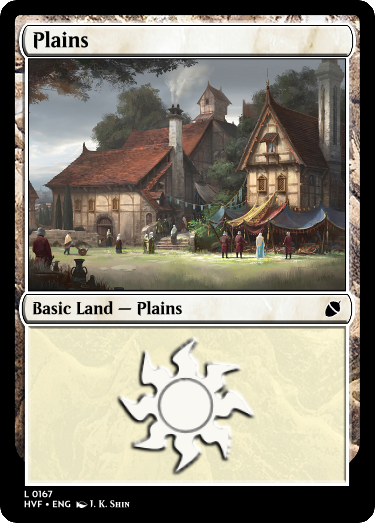 Plains
Basic Land — Plains
L 0167
HVF • ENG J. K. Shin